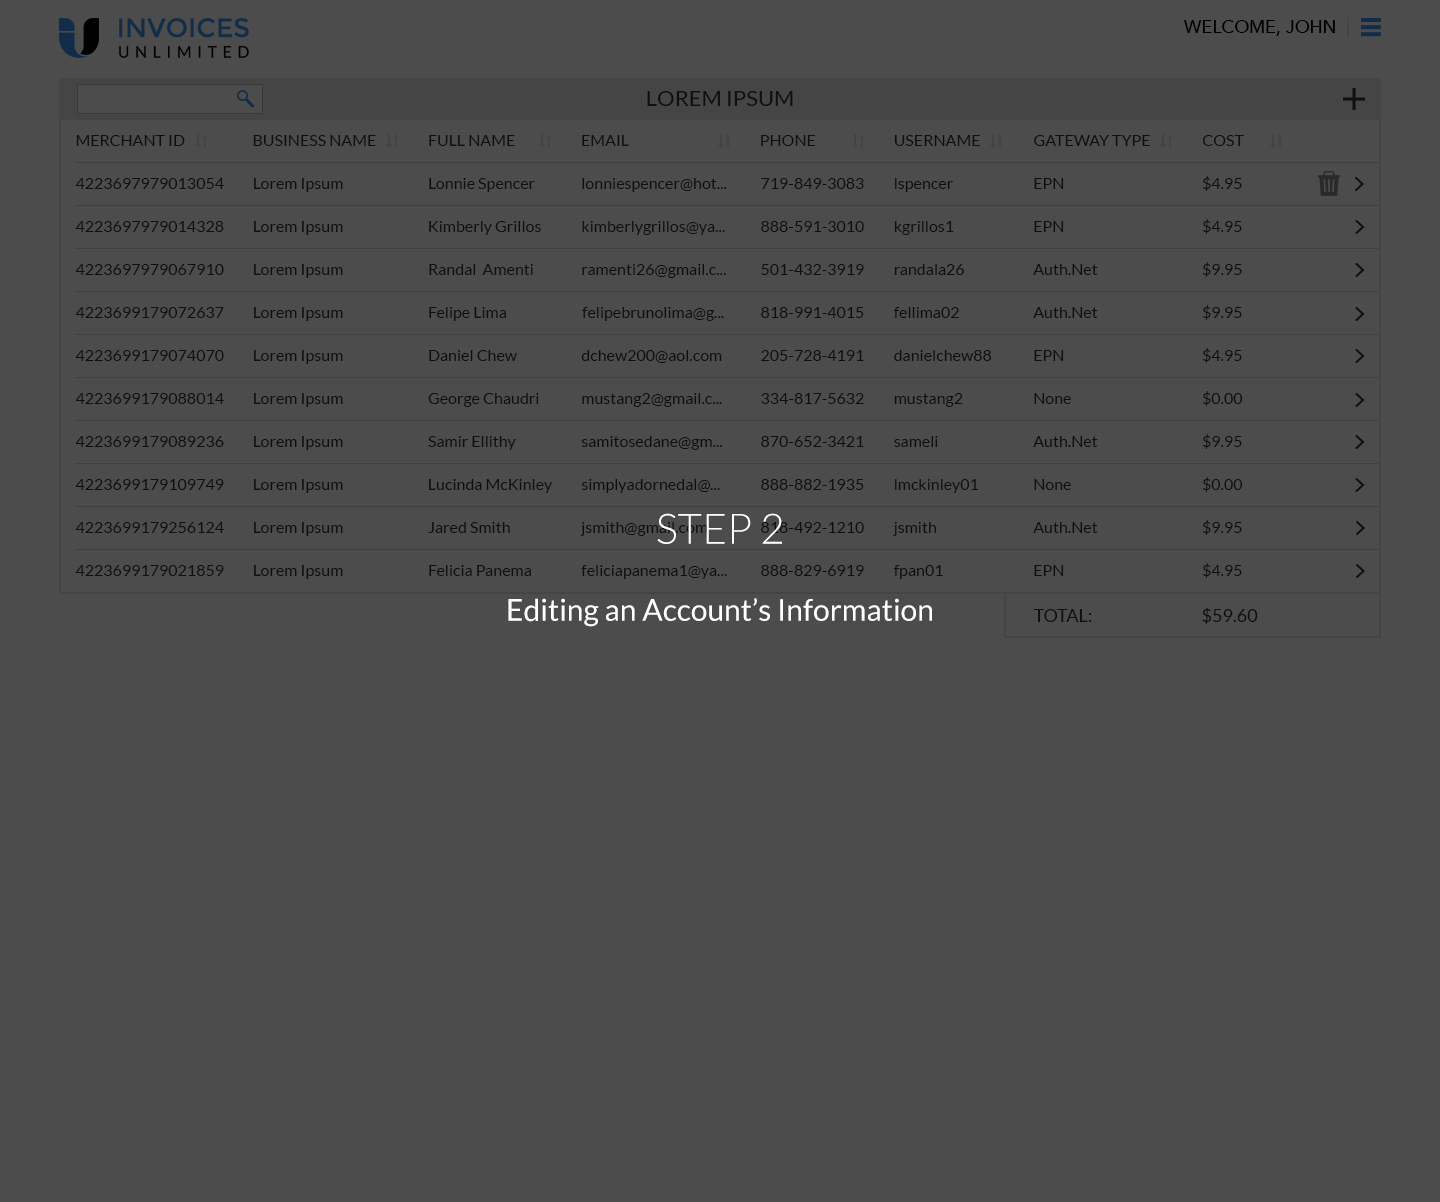 INVOICES
UNLIMITED
WELCOME, JOHN
LOREM IPSUM
MERCHANT ID BUSINESS NAME FULL NAME EMAIL PHONE USERNAME GATEWAY TYPE COST
4223697979013054 Lorem Ipsum Lonnie Spencer lonniespencer@hot... 719-849-3083 lspencer EPN $4.95
4223697979014328 Lorem Ipsum Kimberly Grillos kimberlygrillos@ya... 888-591-3010 kgrillos1 EPN $4.95
4223697979067910 Lorem Ipsum Randal Amenti ramenti26@gmail.c... 501-432-3919 randala26 Auth.Net $9.95
4223699179072637 Lorem Ipsum Felipe Lima felipebrunolima@g... 818-991-4015 fellima02 Auth.Net $9.95
4223699179074070 Lorem Ipsum Daniel Chew dchew200@aol.com 205-728-4191 danielchew88 EPN $4.95
4223699179088014 Lorem Ipsum George Chaudri mustang2@gmail.c... 334-817-5632 mustang2 None $0.00
4223699179089236 Lorem Ipsum Samir Ellithy samitosedane@gm... 870-652-3421 sameli Auth.Net $9.95
4223699179109749 Lorem Ipsum Lucinda McKinley simplyadornedal@... 888-882-1935 lmckinley01 None $0.00
4223699179256124 Lorem Ipsum Jared Smith jsmith@gmail.com 818-492-1210 jsmith Auth.Net $9.95
STEP 2
4223699179021859 Lorem Ipsum Felicia Panema feliciapanema1@ya... 888-829-6919 fpan01 EPN $4.95
Editing an Account’s Information
TOTAL: $59.60